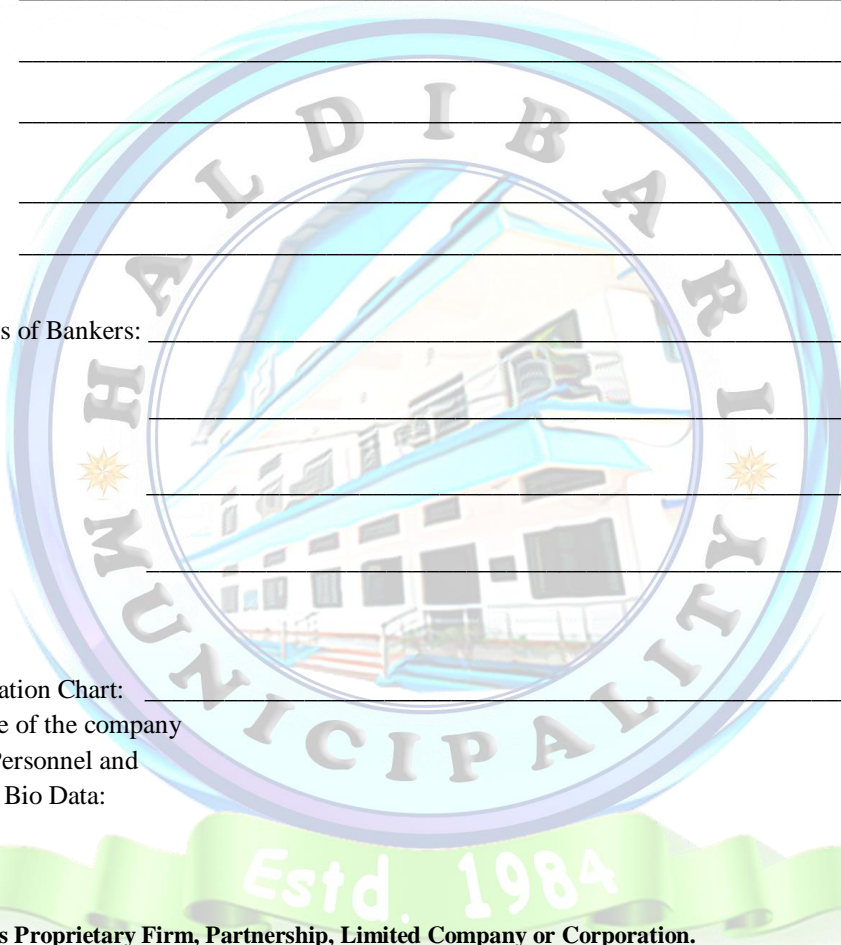 HALDIBARI
s of Bankers:
ation Chart:
e of the company
Personnel and
Bio Data:
MUNICIPALITY
Estd. 1984
s Proprietary Firm, Partnership, Limited Company or Corporation.